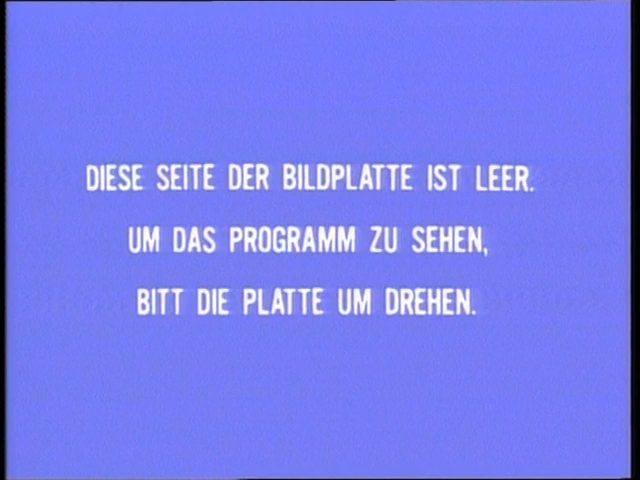 DIESE SEITE DER BILDPLATTE IST LEER.
UM DAS PROGRAMM ZU SEHEN,
BITT DIE PLATTE UM DREHEN.